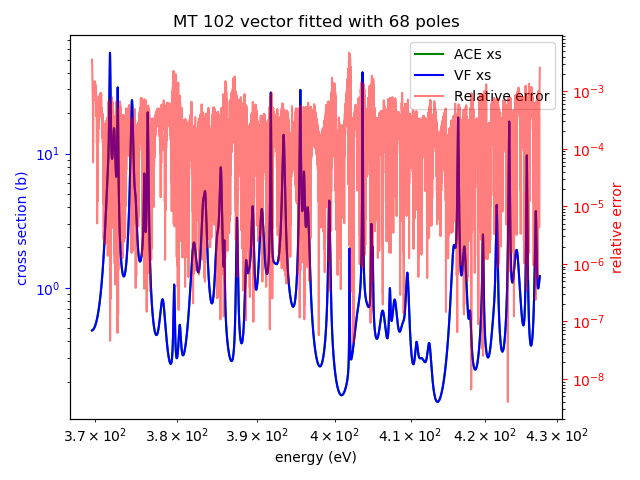 MT 102 vector fitted with 68 poles
ACE xs
VF xs
Relative error
10¹
10⁰
cross section (b)
10⁻³
10⁻⁴
10⁻⁵
10⁻⁶
10⁻⁷
10⁻⁸
relative error
3.7 × 10² 3.8 × 10² 3.9 × 10² 4 × 10² 4.1 × 10² 4.2 × 10² 4.3 × 10²
energy (eV)